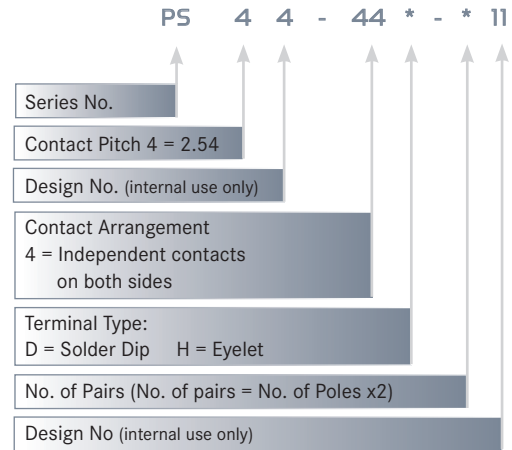 PS 4 4 - 44 * - * 11
Series No.
Contact Pitch 4 = 2.54
Design No. (internal use only)
Contact Arrangement
4 = Independent contacts
on both sides
Terminal Type:
D = Solder Dip H = Eyelet
No. of Pairs (No. of pairs = No. of Poles x2)
Design No (internal use only)